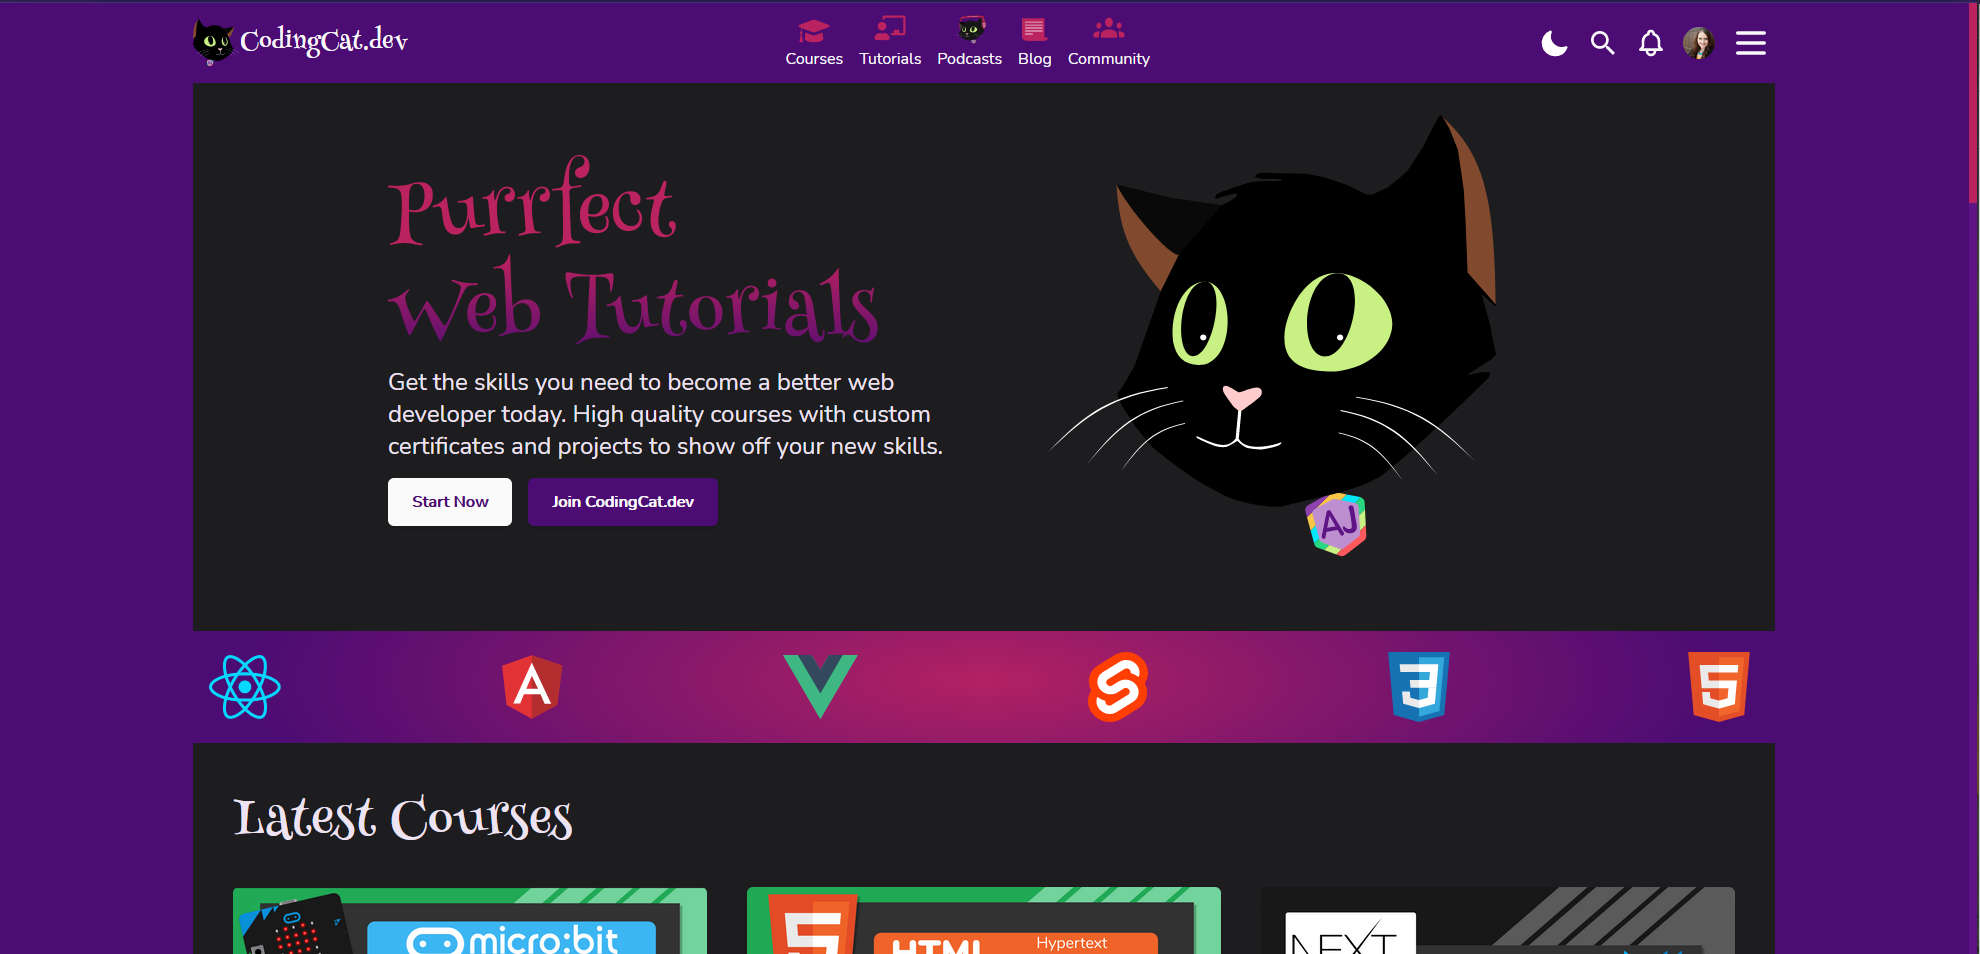 CodingCat.dev
Courses
Tutorials
Podcasts
Blog
Community
Purrfect
Web Tutorials
Get the skills you need to become a better web
developer today. High quality courses with custom
certificates and projects to show off your new skills.
Start Now
Join CodingCat.dev
AJ
Latest Courses
micro:bit
HTML
Hypertext
NEXT